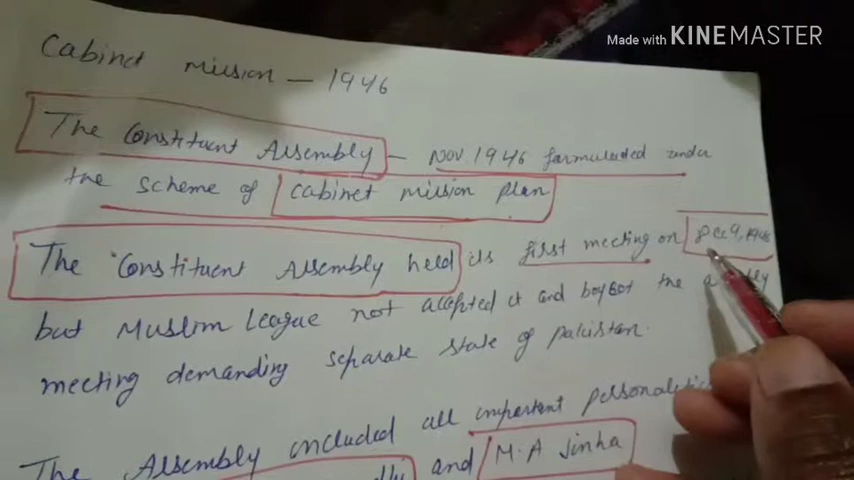 Made with KINEMASTER
Cabinet mission — 1946
The Constituent Assembly — Nov 1946 formulated under
the scheme of cabinet mission plan
The Constituent Assembly held its first meeting on Dec 9, 1946
but Muslim League not accepted it and boycot the
meeting demanding separate state of pakistan.
The Assembly included all important personalities
and M.A Jinha